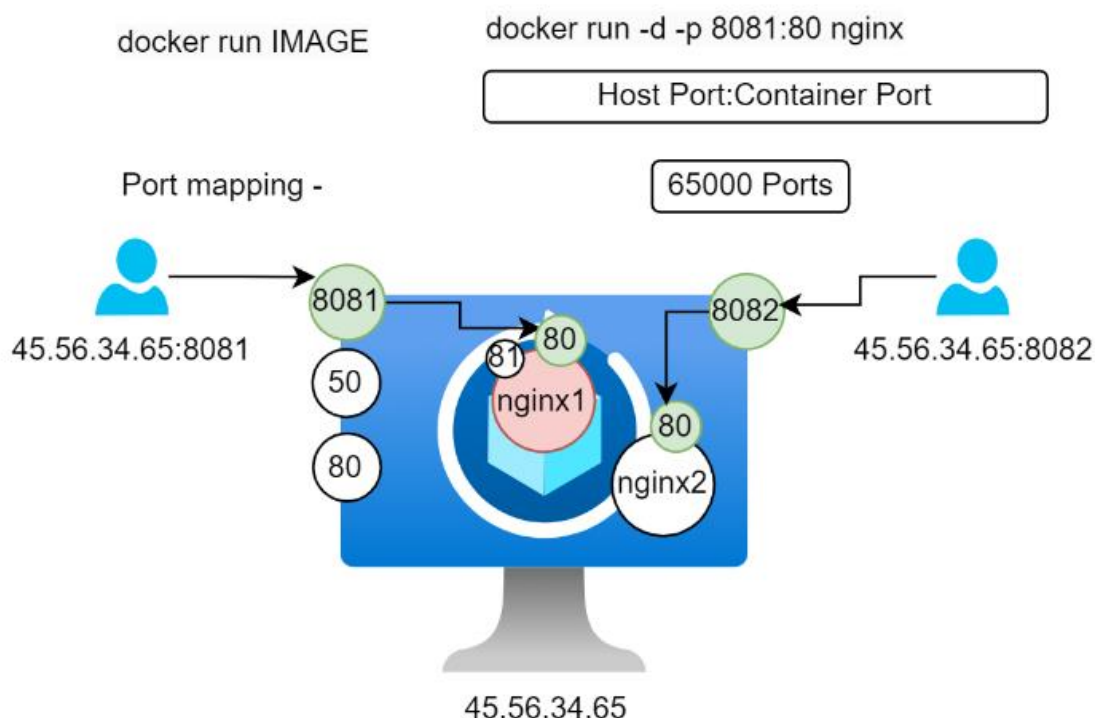 docker run IMAGE
docker run -d -p 8081:80 nginx
Host Port:Container Port
Port mapping -
65000 Ports
8081
8082
80
81
45.56.34.65:8081
45.56.34.65:8082
50
nginx1
80
80
nginx2
45.56.34.65